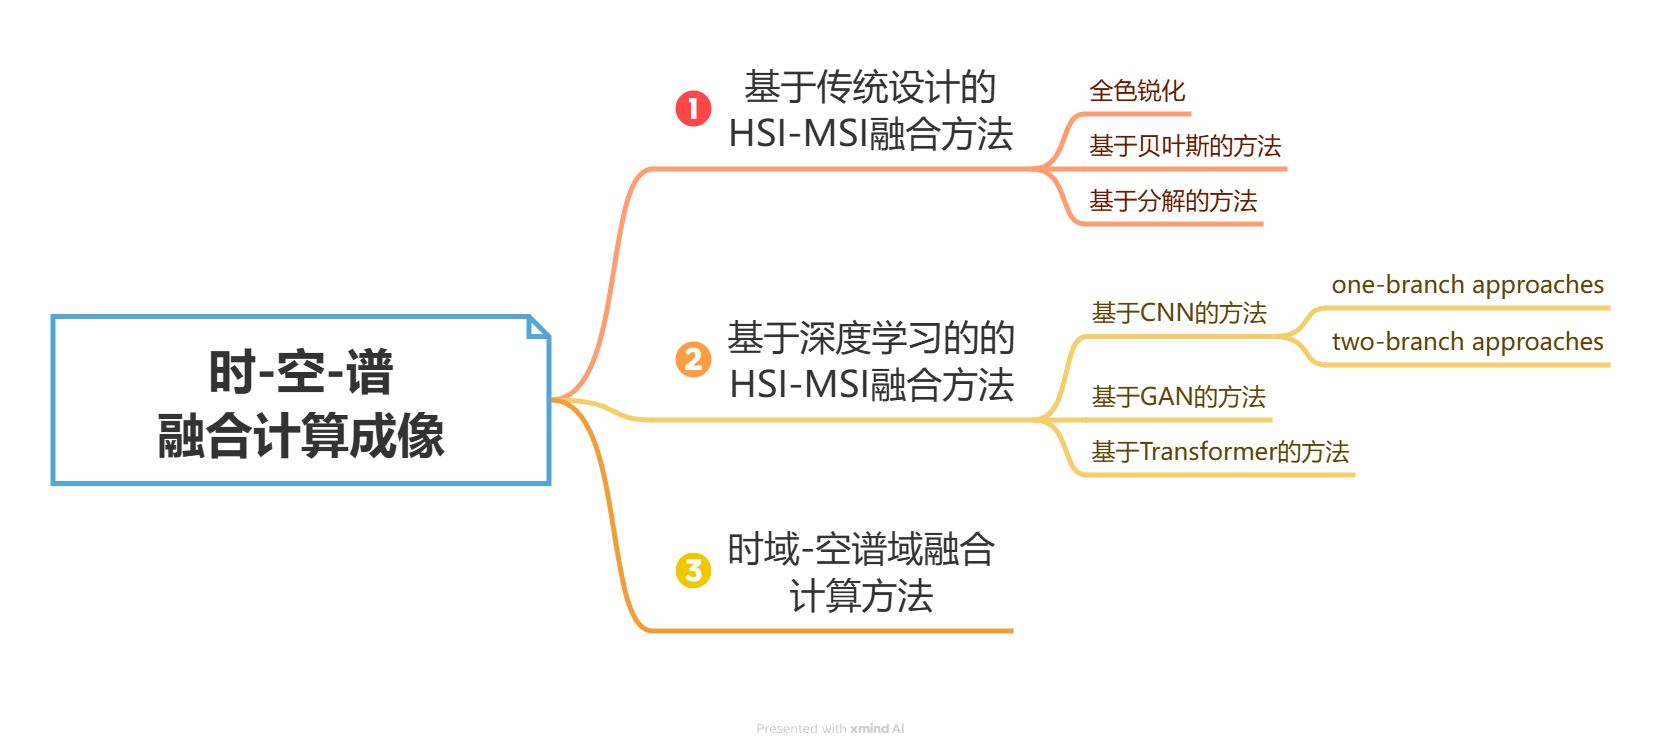 时-空-谱
融合计算成像
1
基于传统设计的
HSI-MSI融合方法
全色锐化
基于贝叶斯的方法
基于分解的方法
2
基于深度学习的的
HSI-MSI融合方法
基于CNN的方法
one-branch approaches
two-branch approaches
基于GAN的方法
基于Transformer的方法
3
时域-空谱域融合
计算方法
Presented with xmind AI